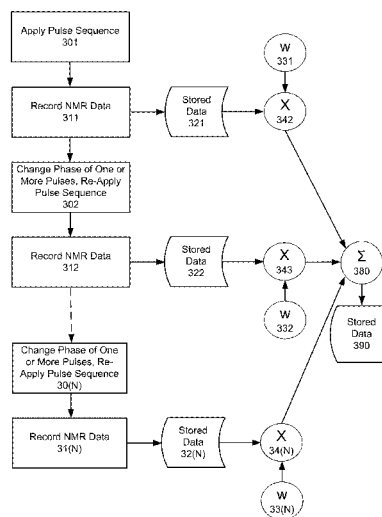 Apply Pulse Sequence
301
W
331
Record NMR Data
311
Stored
Data
321
X
342
Change Phase of One or
More Pulses, Re-Apply
Pulse Sequence
302
Record NMR Data
312
Stored
Data
322
X
343
Σ
380
W
332
Stored
Data
390
Change Phase of One
or More Pulses, Re-
Apply Pulse Sequence
30(N)
Record NMR Data
31(N)
Stored
Data
32(N)
X
34(N)
W
33(N)